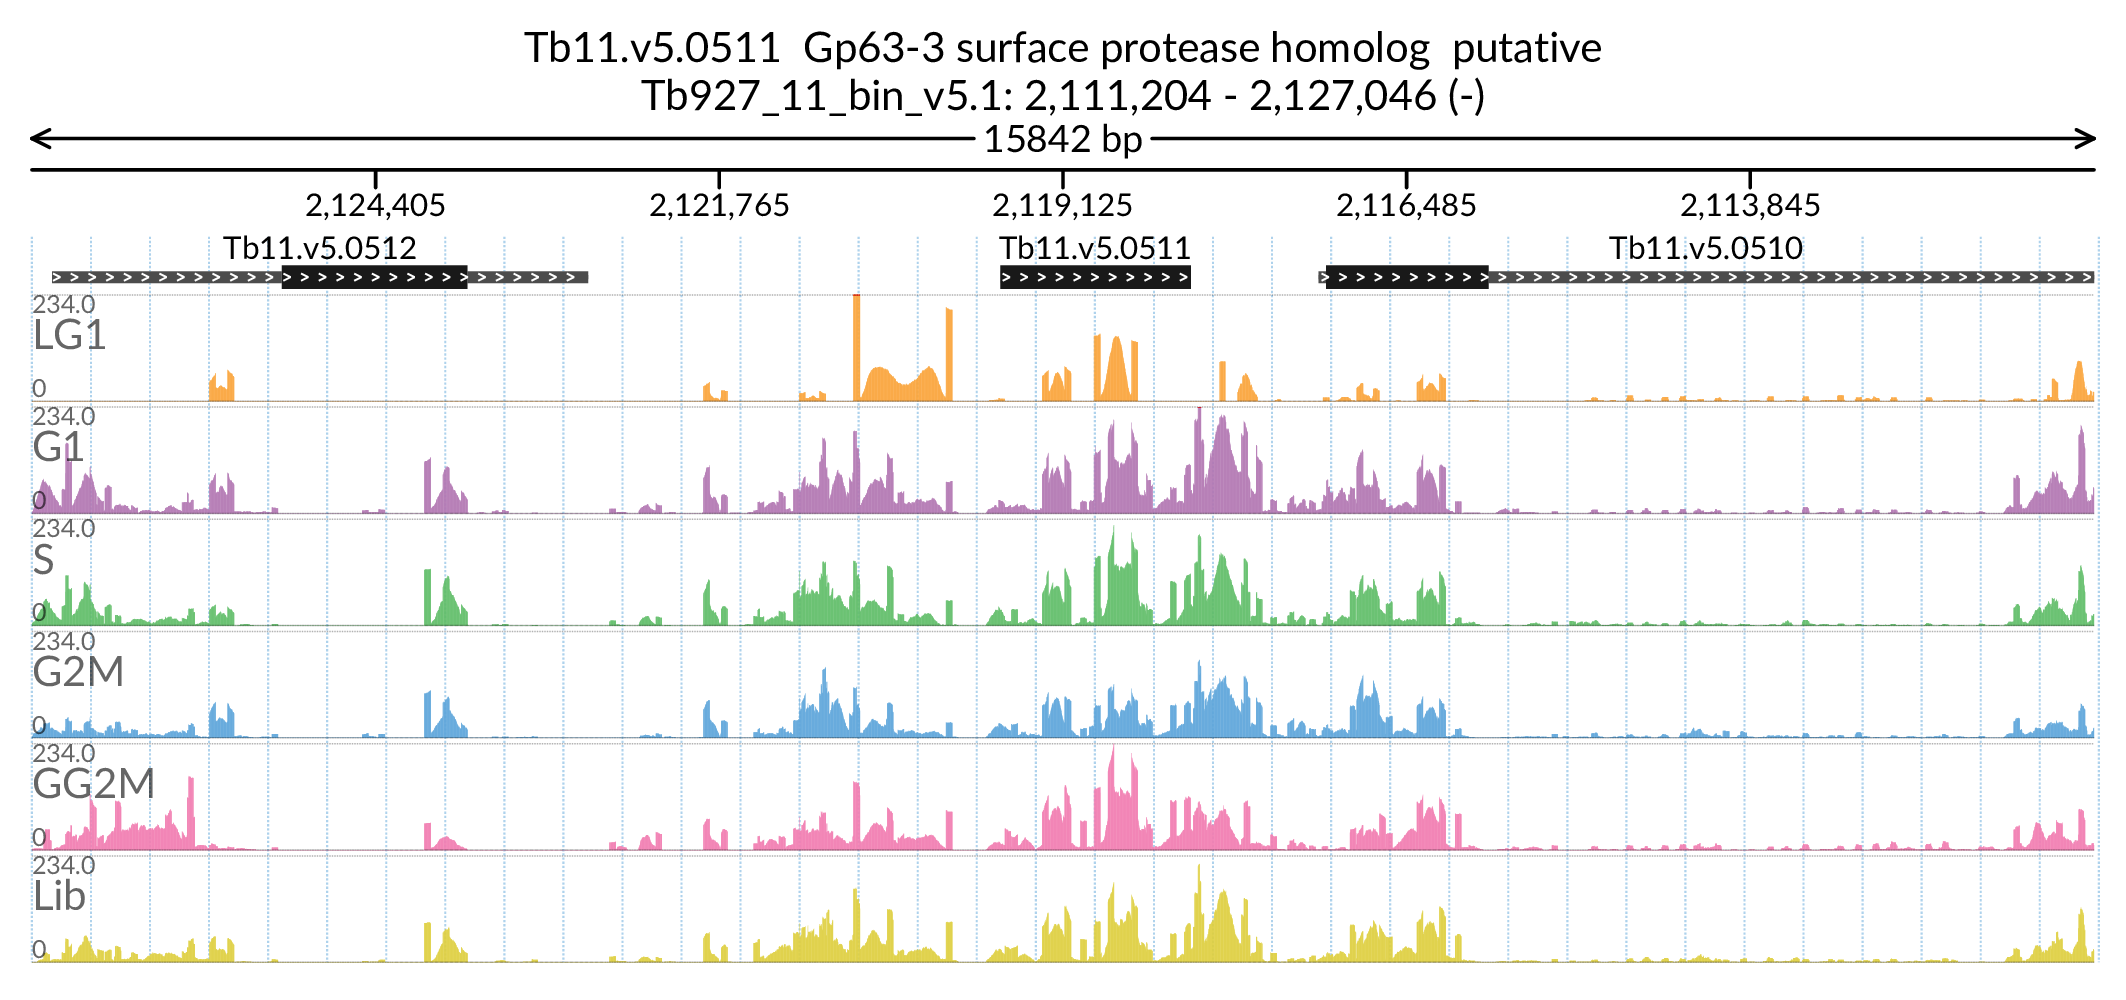 Tb11.v5.0511 Gp63-3 surface protease homolog putative
Tb927_11_bin_v5.1: 2,111,204 - 2,127,046 (-)
15842 bp
2,124,405 2,121,765 2,119,125 2,116,485 2,113,845
Tb11.v5.0512 Tb11.v5.0511 Tb11.v5.0510
234.0
LG1
0
234.0
G1
0
234.0
S
0
234.0
G2M
0
234.0
GG2M
0
234.0
Lib
0